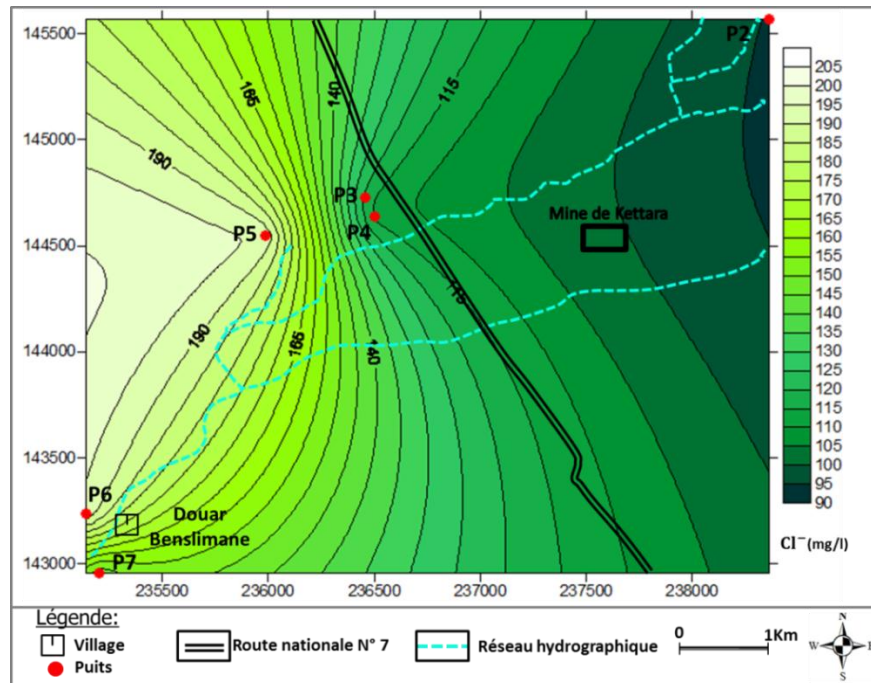 145500
145000
144500
144000
143500
143000
235500 236000 236500 237000 237500 238000
P2
115
140
165
190
P3
P4
P5
Mine de Kettara
115
190
165
140
P6
Douar
Benslimane
P7
205
200
195
190
185
180
175
170
165
160
155
150
145
140
135
130
125
120
115
110
105
100
95
90
Cl⁻ (mg/l)
Légende:
Village
Puits
Route nationale N° 7
Réseau hydrographique
0 1Km
N
W E
S